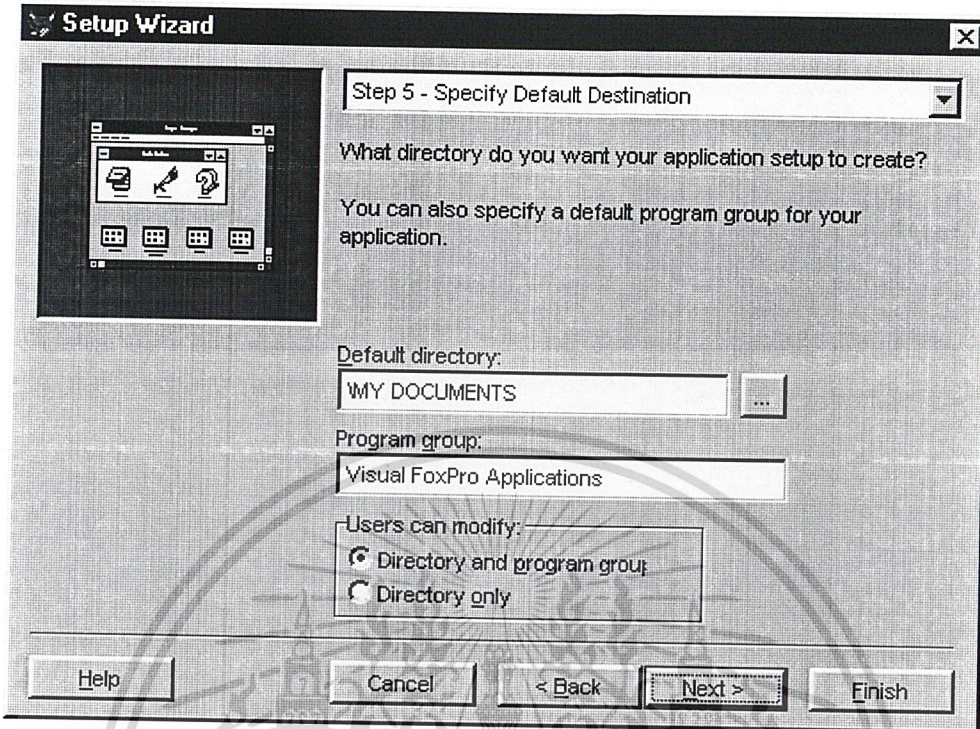 Setup Wizard
Step 5 - Specify Default Destination
What directory do you want your application setup to create?
You can also specify a default program group for your
application.
Default directory:
\MY DOCUMENTS
...
Program group:
Visual FoxPro Applications
Users can modify:
Directory and program group
Directory only
Help
Cancel
< Back
Next >
Finish